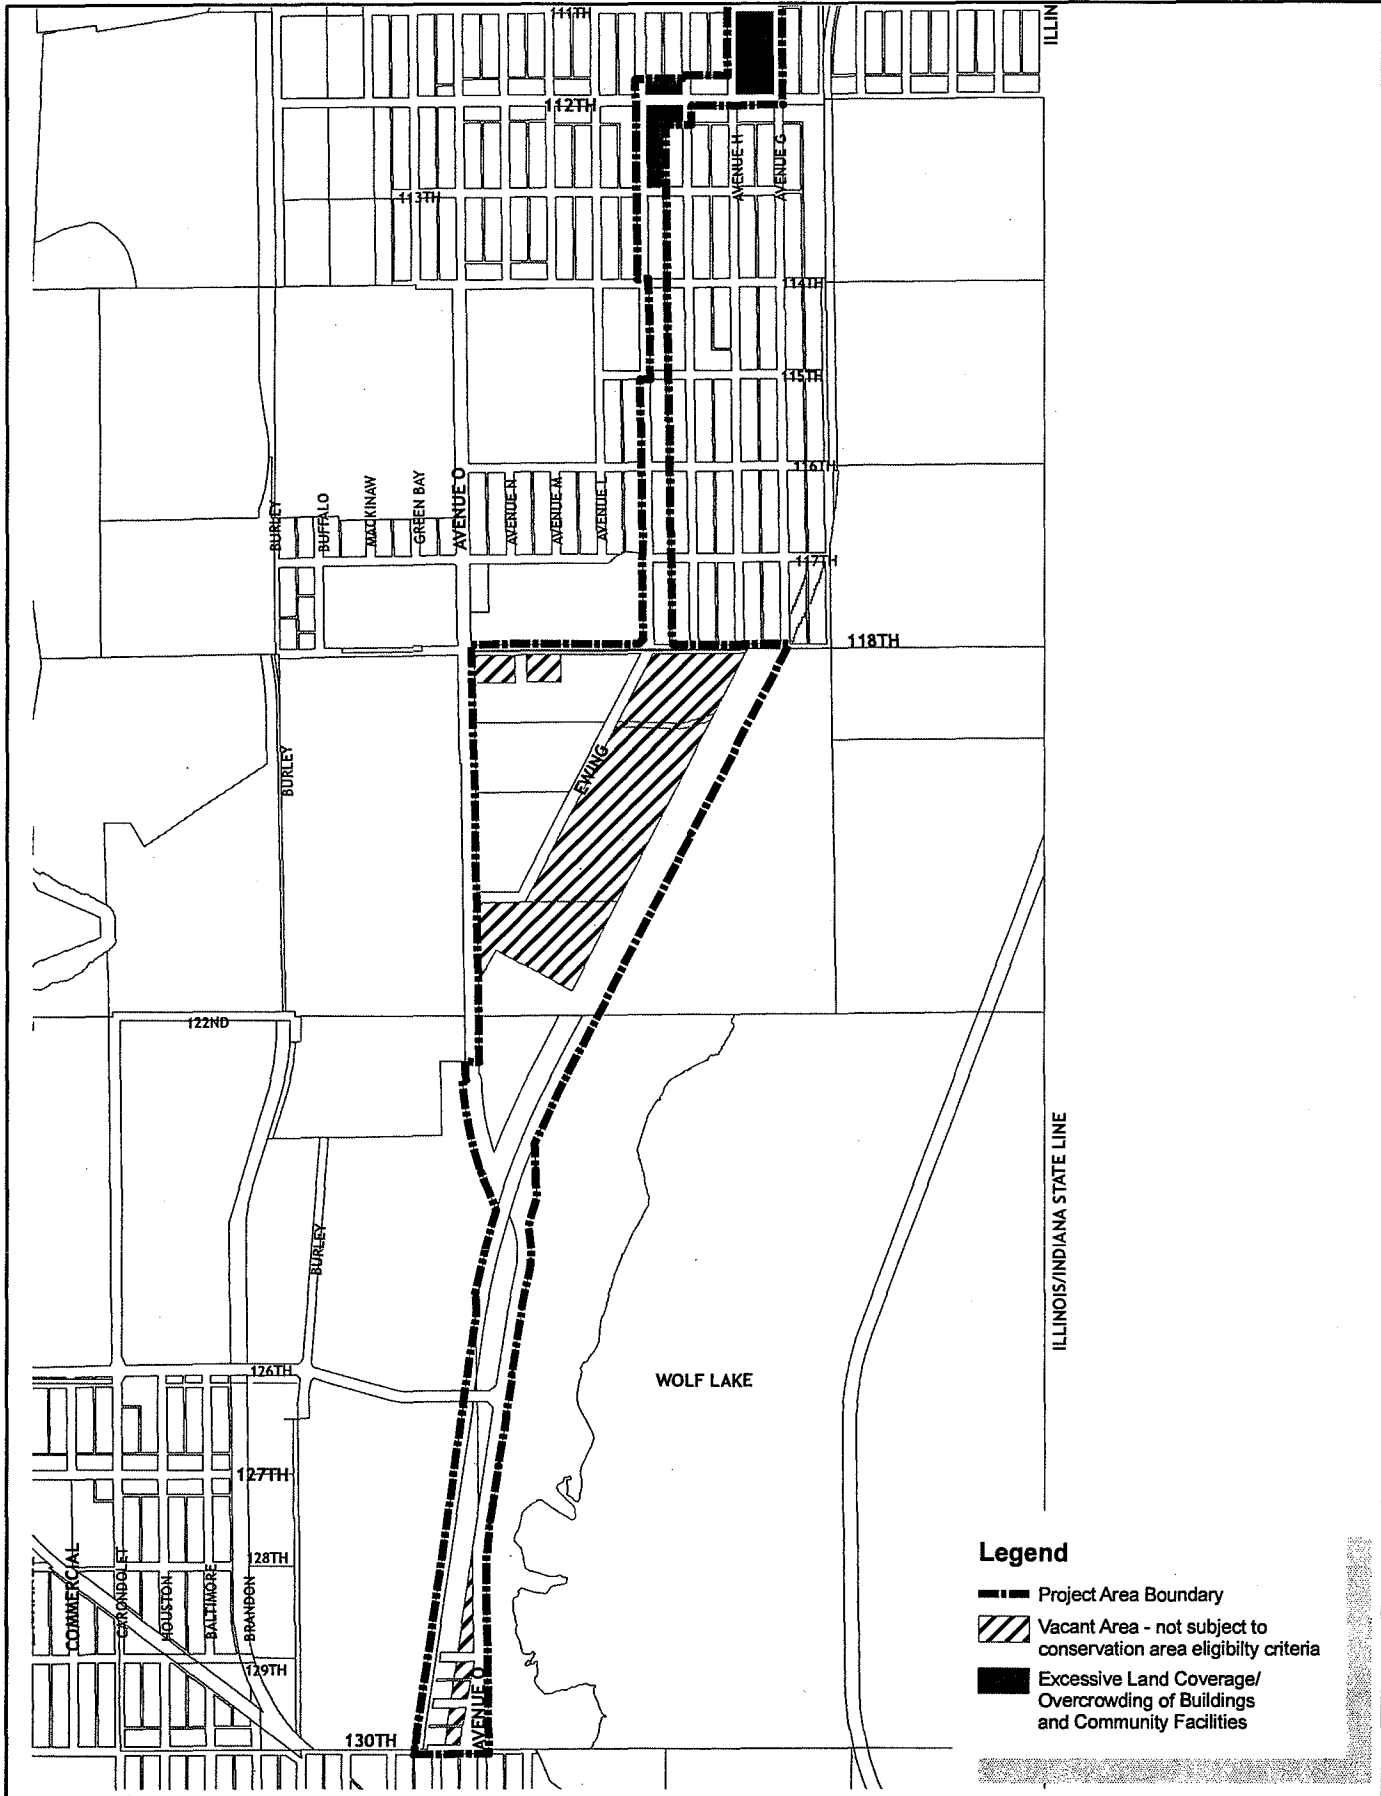 111TH
ILLIN
112TH
AVENUE H
AVENUE G
113TH
114TH
115TH
116TH
BURLEY
BUFFALO
MACKINAW
GREEN BAY
AVENUE O
AVENUE N
AVENUE M
AVENUE L
117TH
118TH
BURLEY
EWING
122ND
BURLEY
ILLINOIS/INDIANA STATE LINE
126TH
WOLF LAKE
127TH
128TH
COMMERCIAL
CARONDOLET
HOUSTON
BALTIMORE
BRANDON
129TH
AVENUE O
130TH
Legend
Project Area Boundary
Vacant Area - not subject to
conservation area eligibilty criteria
Excessive Land Coverage/
Overcrowding of Buildings
and Community Facilities